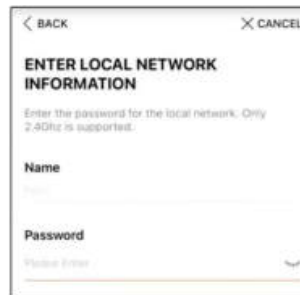 BACK
CANCEL
ENTER LOCAL NETWORK
INFORMATION
Enter the password for the local network. Only
2.4Ghz is supported.
Name
Password
Please Enter